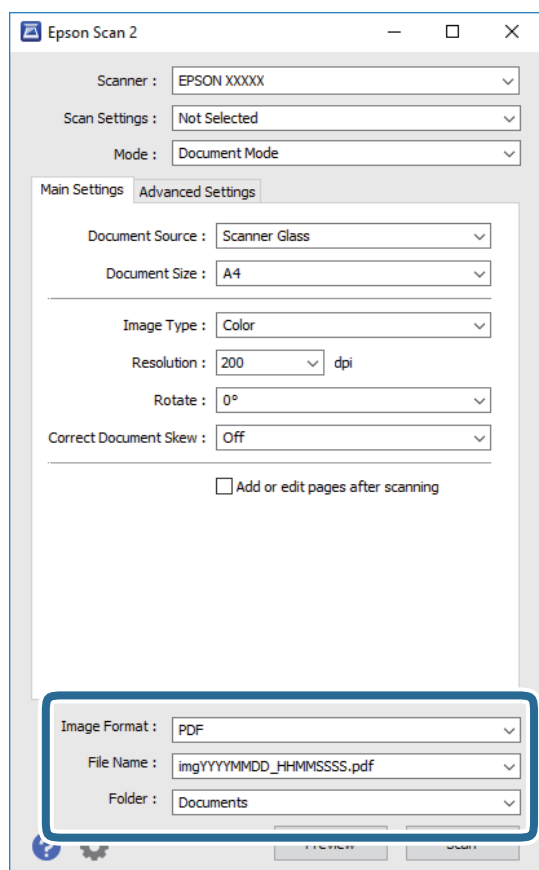 Epson Scan 2
Scanner : EPSON XXXXX
Scan Settings : Not Selected
Mode : Document Mode
Main Settings Advanced Settings
Document Source : Scanner Glass
Document Size : A4
Image Type : Color
Resolution : 200 dpi
Rotate : 0°
Correct Document Skew : Off
Add or edit pages after scanning
Image Format : PDF
File Name : imgYYYYMMDD_HHMMSSSS.pdf
Folder : Documents
? Preview Scan